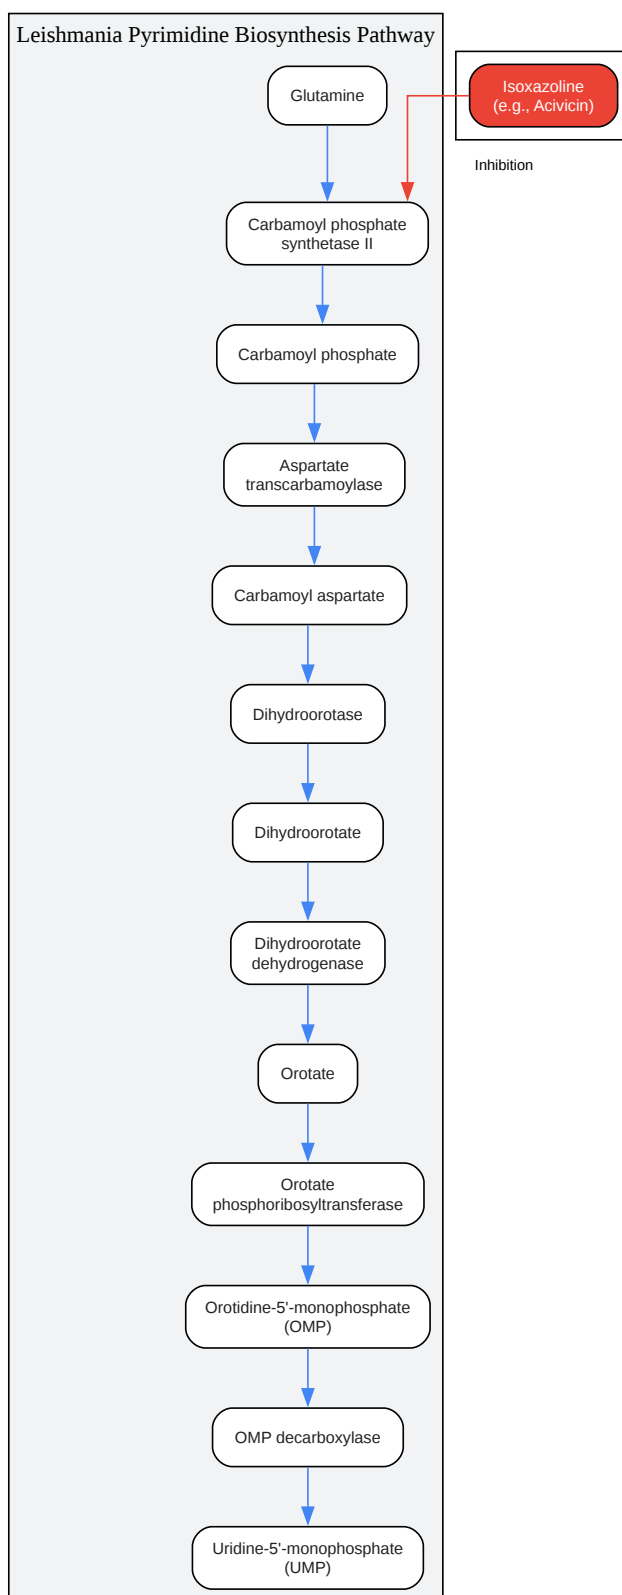 Leishmania Pyrimidine Biosynthesis Pathway
Glutamine
Isoxazoline
(e.g., Acivicin)
Inhibition
Carbamoyl phosphate
synthetase II
Carbamoyl phosphate
Aspartate
transcarbamoylase
Carbamoyl aspartate
Dihydroorotase
Dihydroorotate
Dihydroorotate
dehydrogenase
Orotate
Orotate
phosphoribosyltransferase
Orotidine-5'-monophosphate
(OMP)
OMP decarboxylase
Uridine-5'-monophosphate
(UMP)